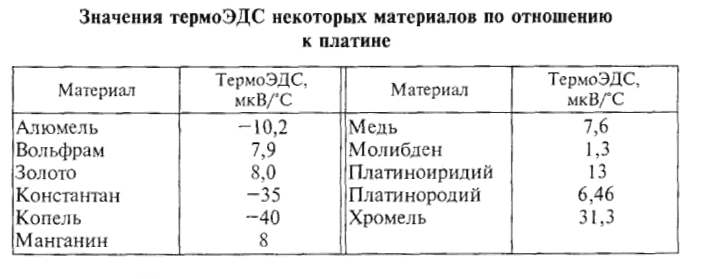 Значения термоЭДС некоторых материалов по отношению
к платине
Материал
ТермоЭДС,
мкВ/°С
Материал
ТермоЭДС,
мкВ/°С
Алюмель −10,2 Медь 7,6
Вольфрам 7,9 Молибден 1,3
Золото 8,0 Платиноиридий 13
Константан −35 Платинородий 6,46
Копель −40 Хромель 31,3
Манганин 8